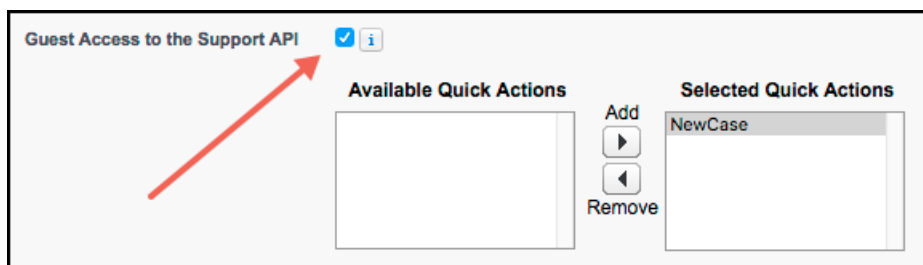 Guest Access to the Support API
i
Available Quick Actions
Add
Remove
Selected Quick Actions
NewCase